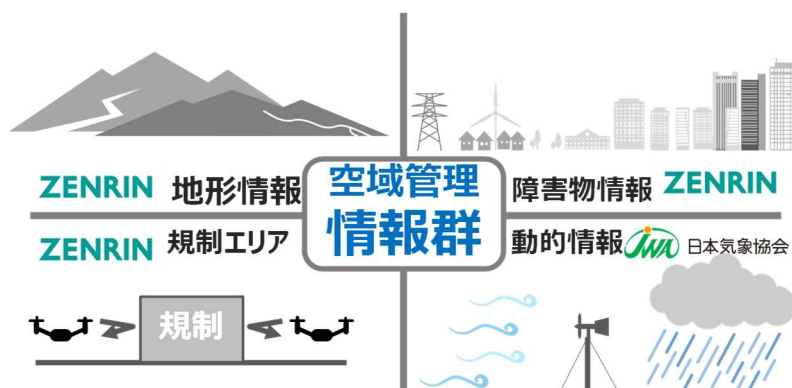 ZENRIN 地形情報
空域管理
情報群
障害物情報 ZENRIN
ZENRIN 規制エリア
動的情報 JWA 日本気象協会
規制